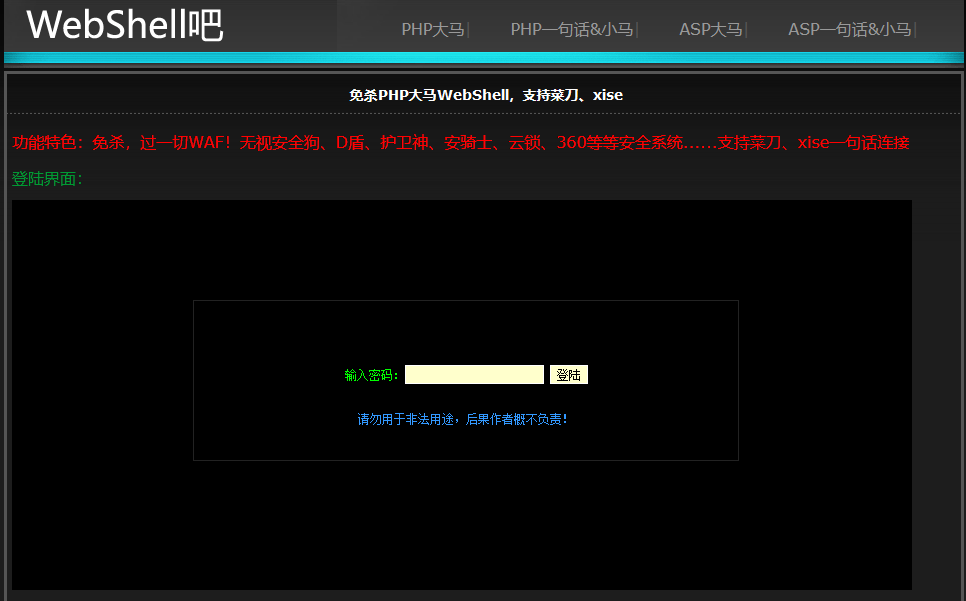 WebShell吧
PHP大马| PHP一句话&小马| ASP大马| ASP一句话&小马|
免杀PHP大马WebShell，支持菜刀、xise
功能特色：免杀，过一切WAF！无视安全狗、D盾、护卫神、安骑士、云锁、360等等安全系统……支持菜刀、xise一句话连接
登陆界面：
输入密码： 登陆
请勿用于非法用途，后果作者概不负责！